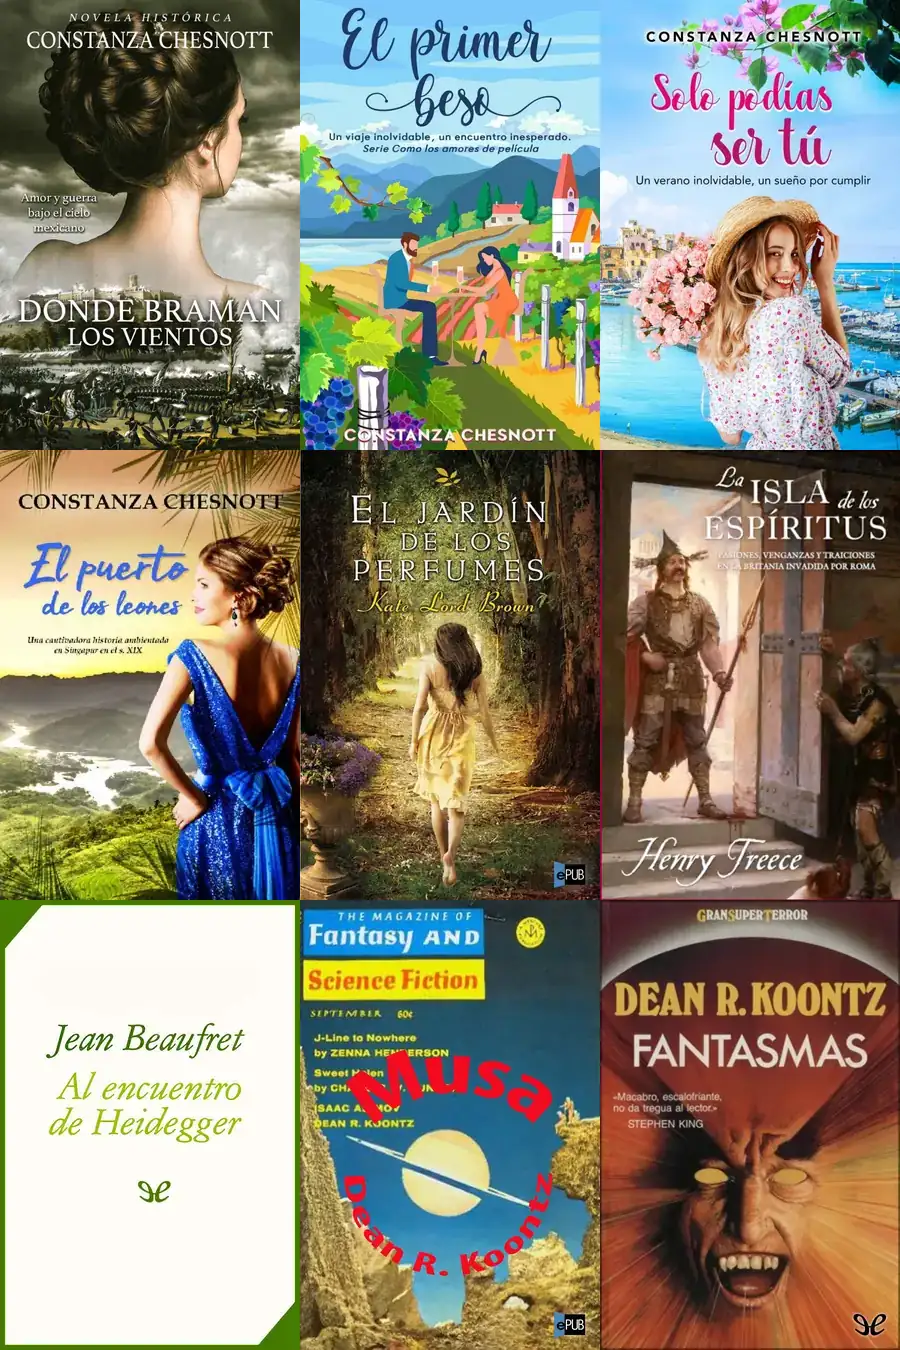 NOVELA HISTÓRICA
CONSTANZA CHESNOTT
Amor y guerra
bajo el cielo
mexicano
DONDE BRAMAN
LOS VIENTOS
El primer
beso
Un viaje inolvidable, un encuentro inesperado.
Serie Como los amores de película
CONSTANZA CHESNOTT
CONSTANZA CHESNOTT
Solo podías
ser tú
Un verano inolvidable, un sueño por cumplir
CONSTANZA CHESNOTT
El puerto
de los leones
Una cautivadora historia ambientada
en Singapur en el s. XIX
EL JARDÍN
DE LOS
PERFUMES
Kate Lord Brown
ePUB
La
ISLA de los
ESPÍRITUS
PASIONES, VENGANZAS Y TRAICIONES
EN LA BRITANIA INVADIDA POR ROMA
Henry Treece
Jean Beaufret
Al encuentro
de Heidegger
THE MAGAZINE OF
Fantasy AND
Science Fiction
SEPTEMBER 60¢
J-Line to Nowhere
by ZENNA HENDERSON
Sweet Helen
by
ISAAC ASIMOV
DEAN R. KOONTZ
Musa
Dean R. Koontz
ePUB
GRANSUPERTERROR
DEAN R. KOONTZ
FANTASMAS
«Macabro, escalofriante,
no da tregua al lector.»
STEPHEN KING